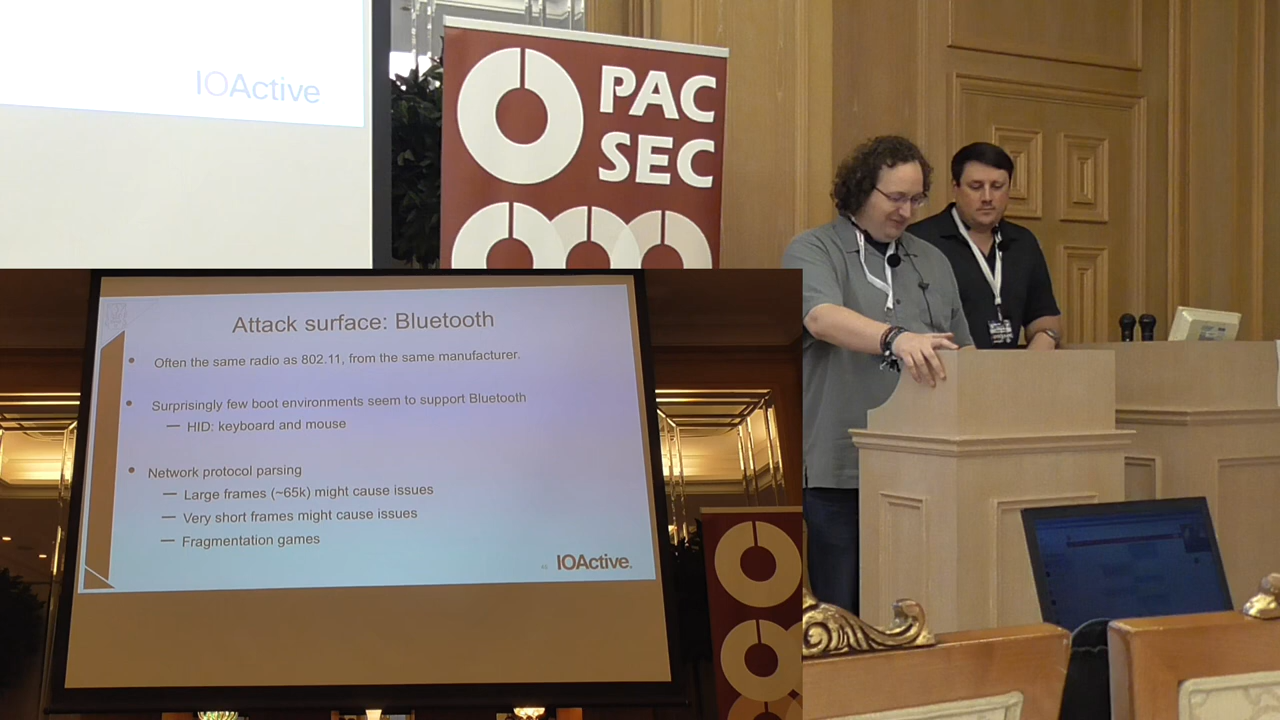 IOActive
PAC
SEC
Attack surface: Bluetooth
• Often the same radio as 802.11, from the same manufacturer.
• Surprisingly few boot environments seem to support Bluetooth
— HID: keyboard and mouse
• Network protocol parsing
— Large frames (~65k) might cause issues
— Very short frames might cause issues
— Fragmentation games
IOActive.